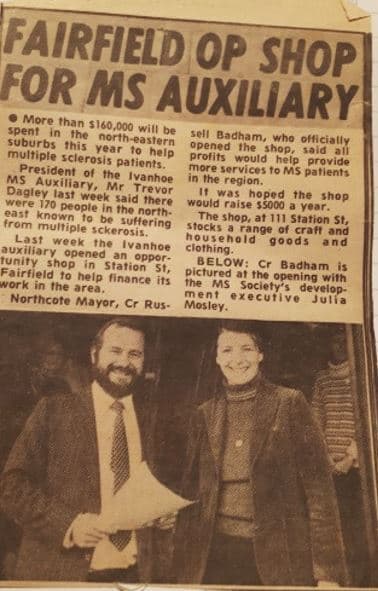 FAIRFIELD OP SHOP
FOR MS AUXILIARY
● More than $160,000 will be
spent in the north-eastern
suburbs this year to help
multiple sclerosis patients.
President of the Ivanhoe
MS Auxiliary, Mr Trevor
Dagley last week said there
were 170 people in the north-
east known to be suffering
from multiple sckerosis.
Last week the Ivanhoe
auxiliary opened an oppor-
tunity shop in Station St,
Fairfield to help finance its
work in the area.
Northcote Mayor, Cr Rus-
sell Badham, who officially
opened the shop, said all
profits would help provide
more services to MS patients
in the region.
It was hoped the shop
would raise $5000 a year.
The shop, at 111 Station St,
stocks a range of craft and
household goods and
clothing.
BELOW: Cr Badham is
pictured at the opening with
the MS Society's develop-
ment executive Julia
Mosley.